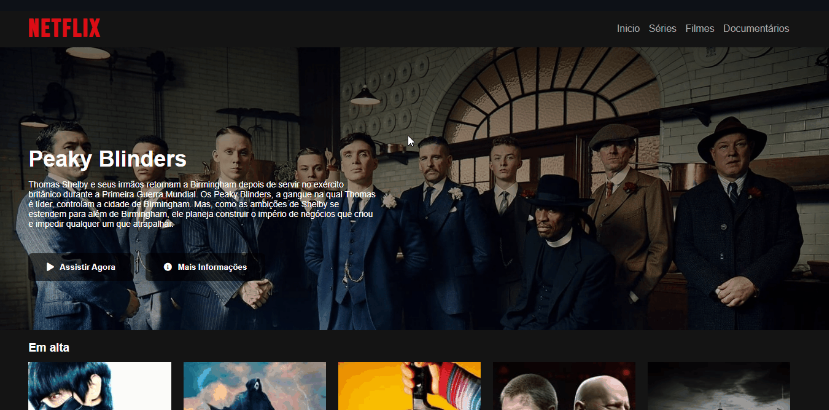 NETFLIX
Inicio Séries Filmes Documentários
Peaky Blinders
Thomas Shelby e seus irmãos retornam a Birmingham depois de servir no exército
britânico durante a Primeira Guerra Mundial. Os Peaky Blinders, a gangue na qual Thomas
é líder, controlam a cidade de Birmingham. Mas, como as ambições de Shelby se
estendem para além de Birmingham, ele planeja construir o império de negócios que criou
e impedir qualquer um que atrapalhar.
Assistir Agora Mais Informações
Em alta